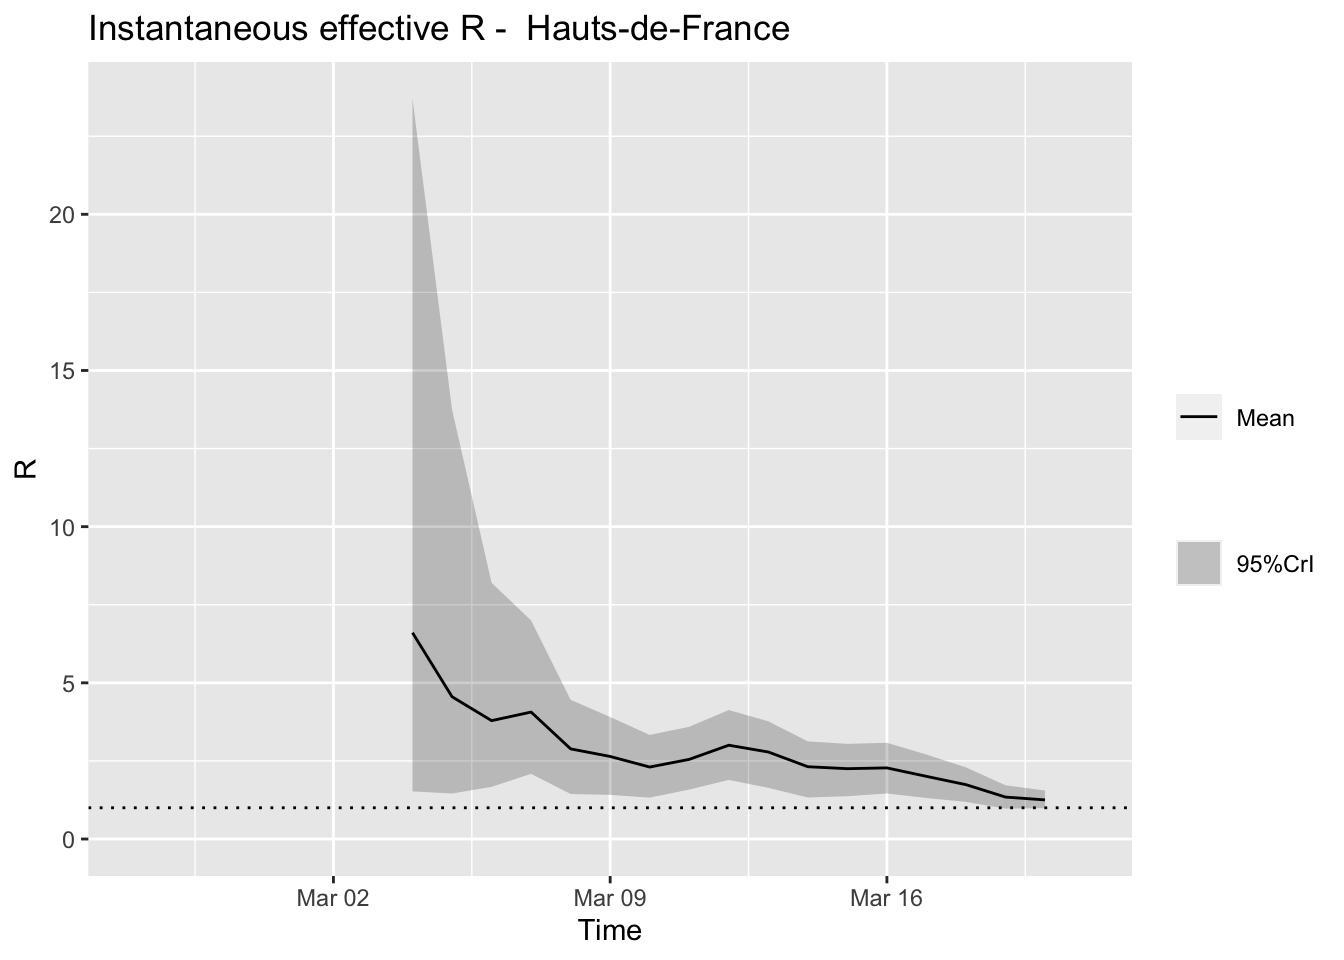 Instantaneous effective R -  Hauts-de-France
R
20
15
10
5
0
Mar 02
Mar 09
Mar 16
Time
Mean
95%CrI